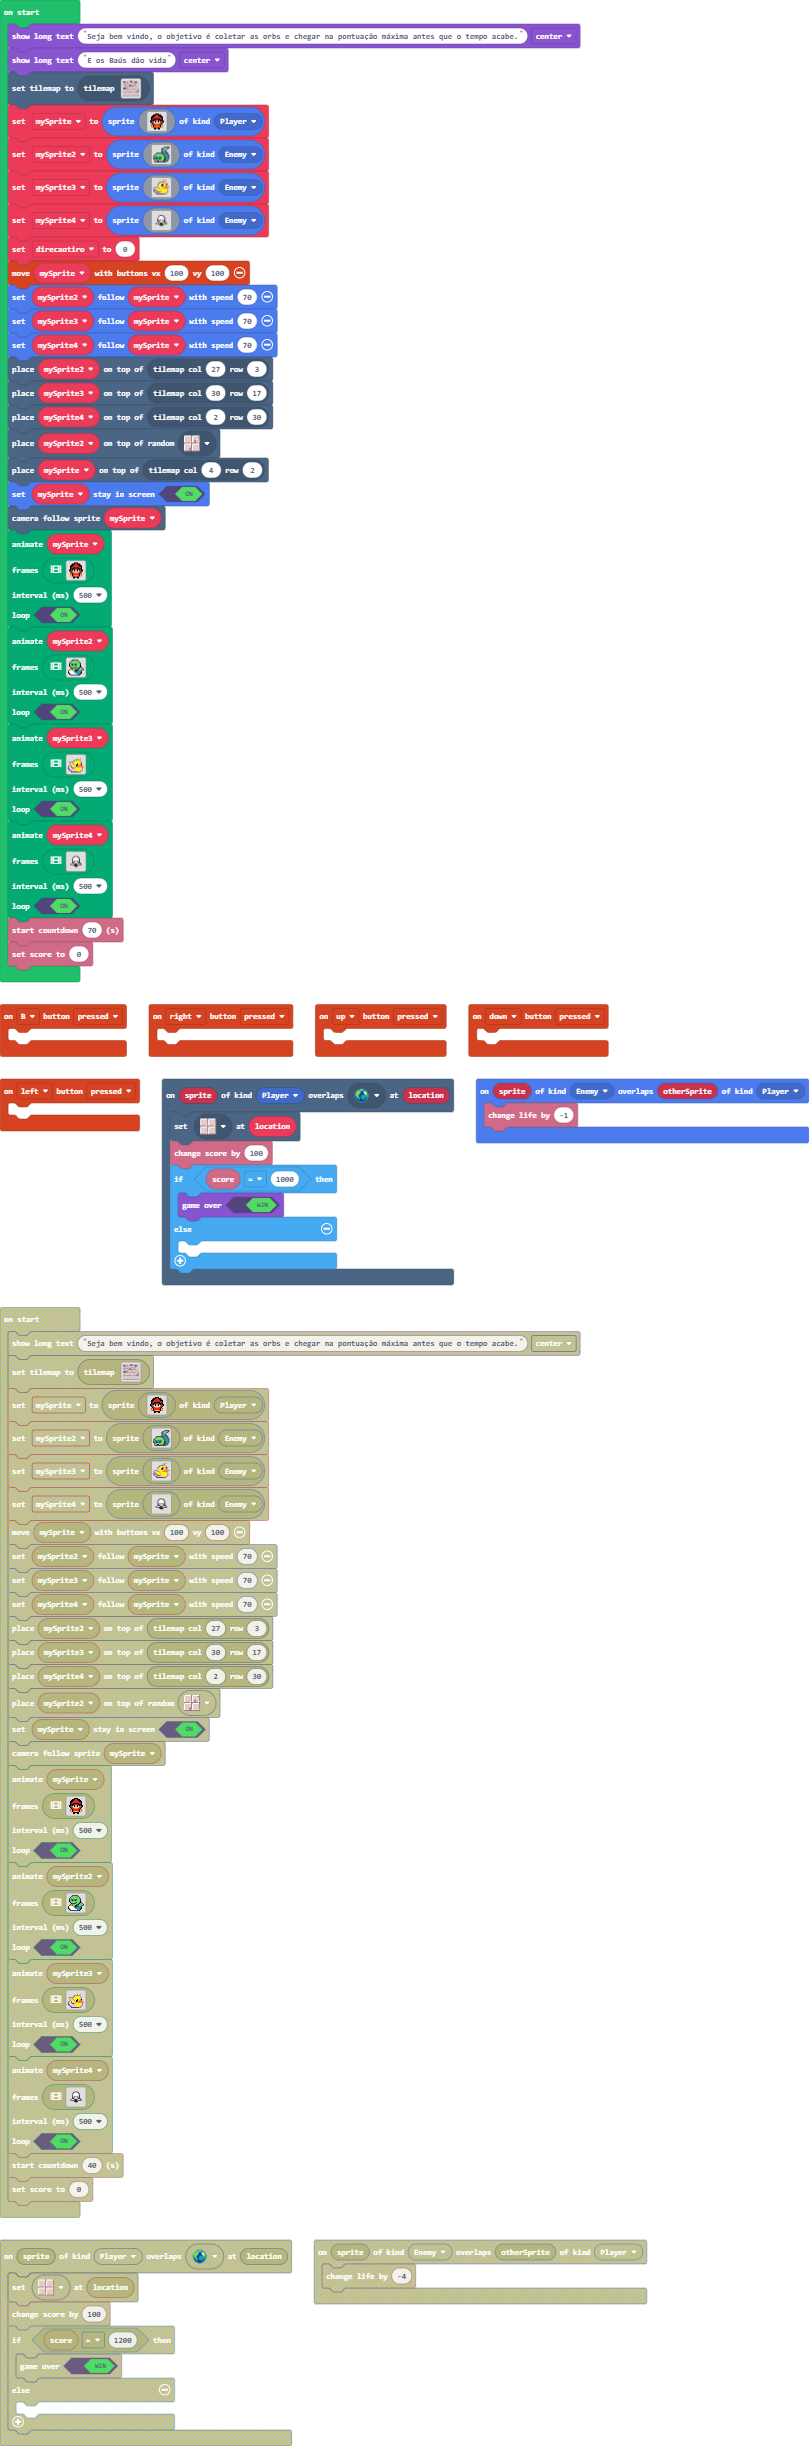 on start
show long text "Seja bem vindo, o objetivo é coletar as orbs e chegar na pontuação máxima antes que o tempo acabe." center
show long text "E os Baús dão vida" center
set tilemap to tilemap
set mySprite to sprite of kind Player
set mySprite2 to sprite of kind Enemy
set mySprite3 to sprite of kind Enemy
set mySprite4 to sprite of kind Enemy
set direcaotiro to 0
move mySprite with buttons vx 100 vy 100
set mySprite2 follow mySprite with speed 70
set mySprite3 follow mySprite with speed 70
set mySprite4 follow mySprite with speed 70
place mySprite2 on top of tilemap col 27 row 3
place mySprite3 on top of tilemap col 30 row 17
place mySprite4 on top of tilemap col 2 row 30
place mySprite2 on top of random
place mySprite on top of tilemap col 4 row 2
set mySprite stay in screen ON
camera follow sprite mySprite
animate mySprite
frames
interval (ms) 500
loop ON
animate mySprite2
frames
interval (ms) 500
loop ON
animate mySprite3
frames
interval (ms) 500
loop ON
animate mySprite4
frames
interval (ms) 500
loop ON
start countdown 70 (s)
set score to 0
on B button pressed
on right button pressed
on up button pressed
on down button pressed
on left button pressed
on sprite of kind Player overlaps at location
set at location
change score by 100
if score = 1000 then
game over WIN
else
on sprite of kind Enemy overlaps otherSprite of kind Player
change life by -1
on start
show long text "Seja bem vindo, o objetivo é coletar as orbs e chegar na pontuação máxima antes que o tempo acabe." center
set tilemap to tilemap
set mySprite to sprite of kind Player
set mySprite2 to sprite of kind Enemy
set mySprite3 to sprite of kind Enemy
set mySprite4 to sprite of kind Enemy
move mySprite with buttons vx 100 vy 100
set mySprite2 follow mySprite with speed 70
set mySprite3 follow mySprite with speed 70
set mySprite4 follow mySprite with speed 70
place mySprite2 on top of tilemap col 27 row 3
place mySprite3 on top of tilemap col 30 row 17
place mySprite4 on top of tilemap col 2 row 30
place mySprite2 on top of random
set mySprite stay in screen ON
camera follow sprite mySprite
animate mySprite
frames
interval (ms) 500
loop ON
animate mySprite2
frames
interval (ms) 500
loop ON
animate mySprite3
frames
interval (ms) 500
loop ON
animate mySprite4
frames
interval (ms) 500
loop ON
start countdown 40 (s)
set score to 0
on sprite of kind Player overlaps at location
set at location
change score by 100
if score = 1200 then
game over WIN
else
on sprite of kind Enemy overlaps otherSprite of kind Player
change life by -4